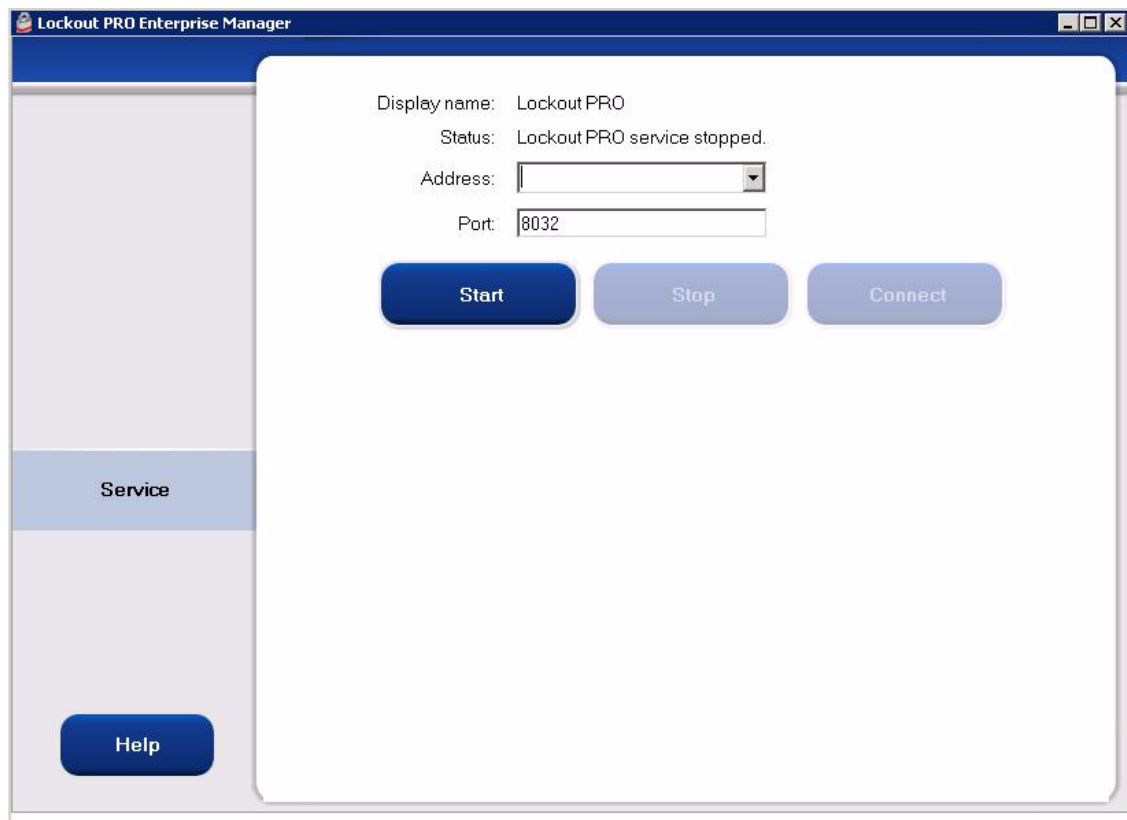 Lockout PRO Enterprise Manager
Display name: Lockout PRO
Status: Lockout PRO service stopped.
Address:
Port: 8032
Start Stop Connect
Service
Help